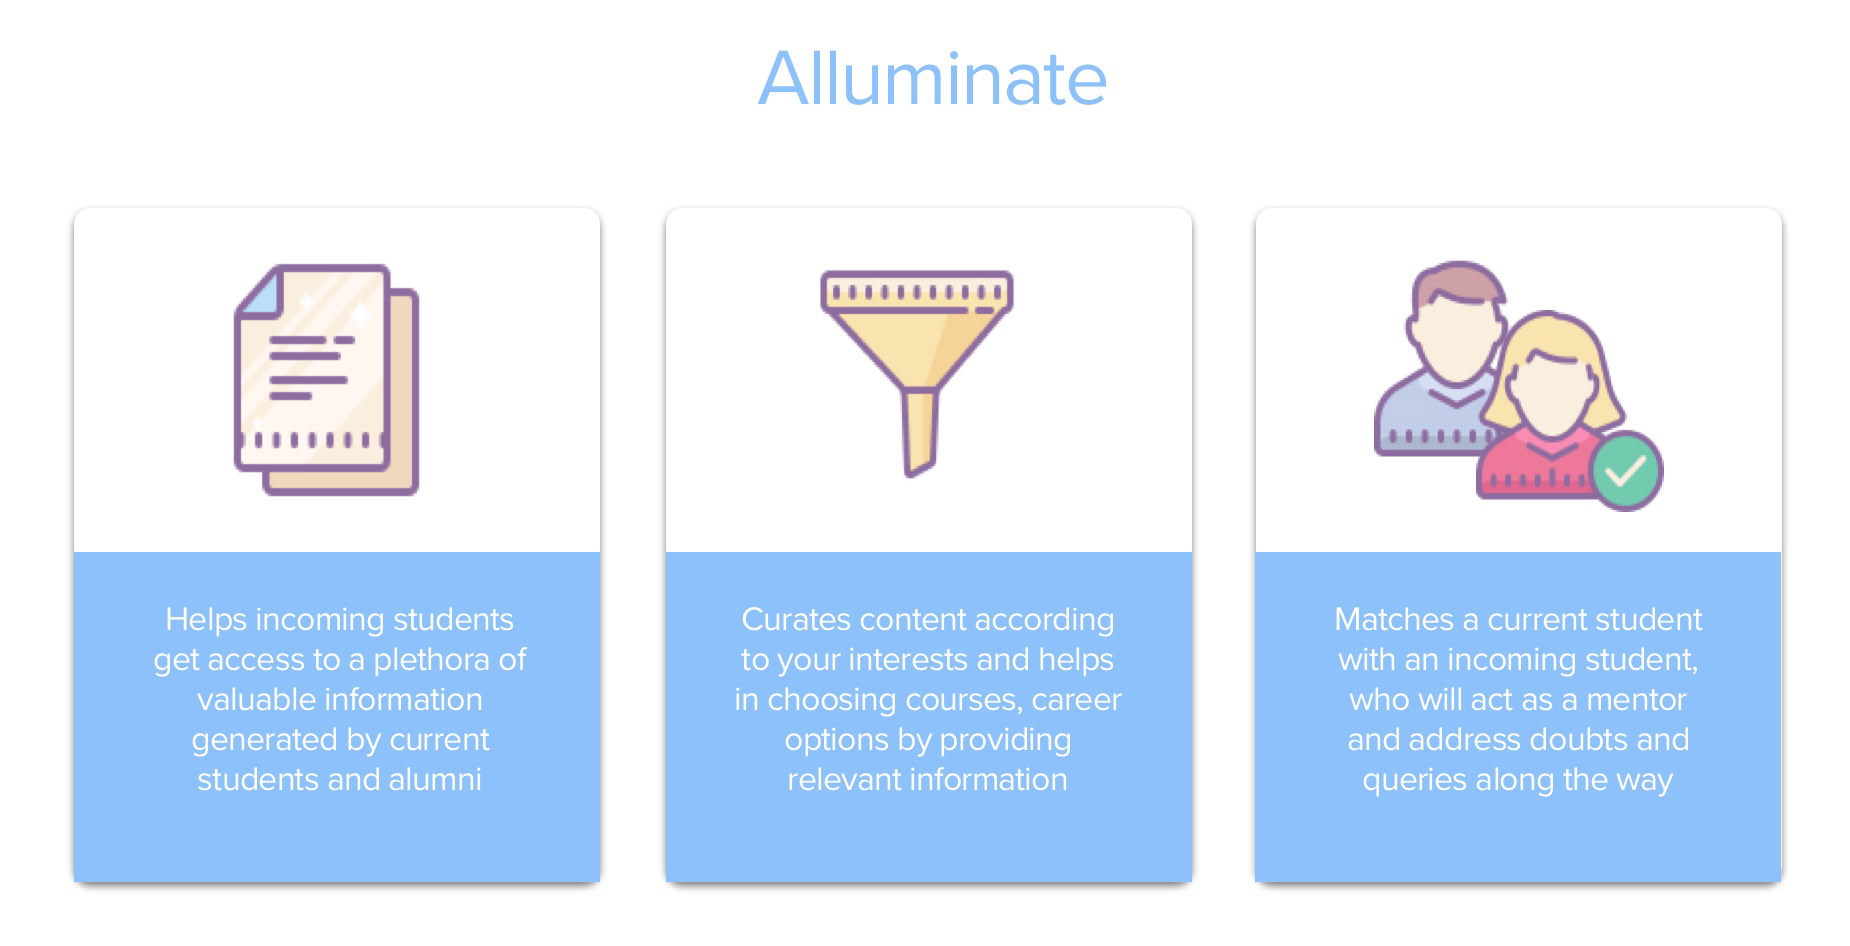 Alluminate
Helps incoming students
get access to a plethora of
valuable information
generated by current
students and alumni
Curates content according
to your interests and helps
in choosing courses, career
options by providing
relevant information
Matches a current student
with an incoming student,
who will act as a mentor
and address doubts and
queries along the way